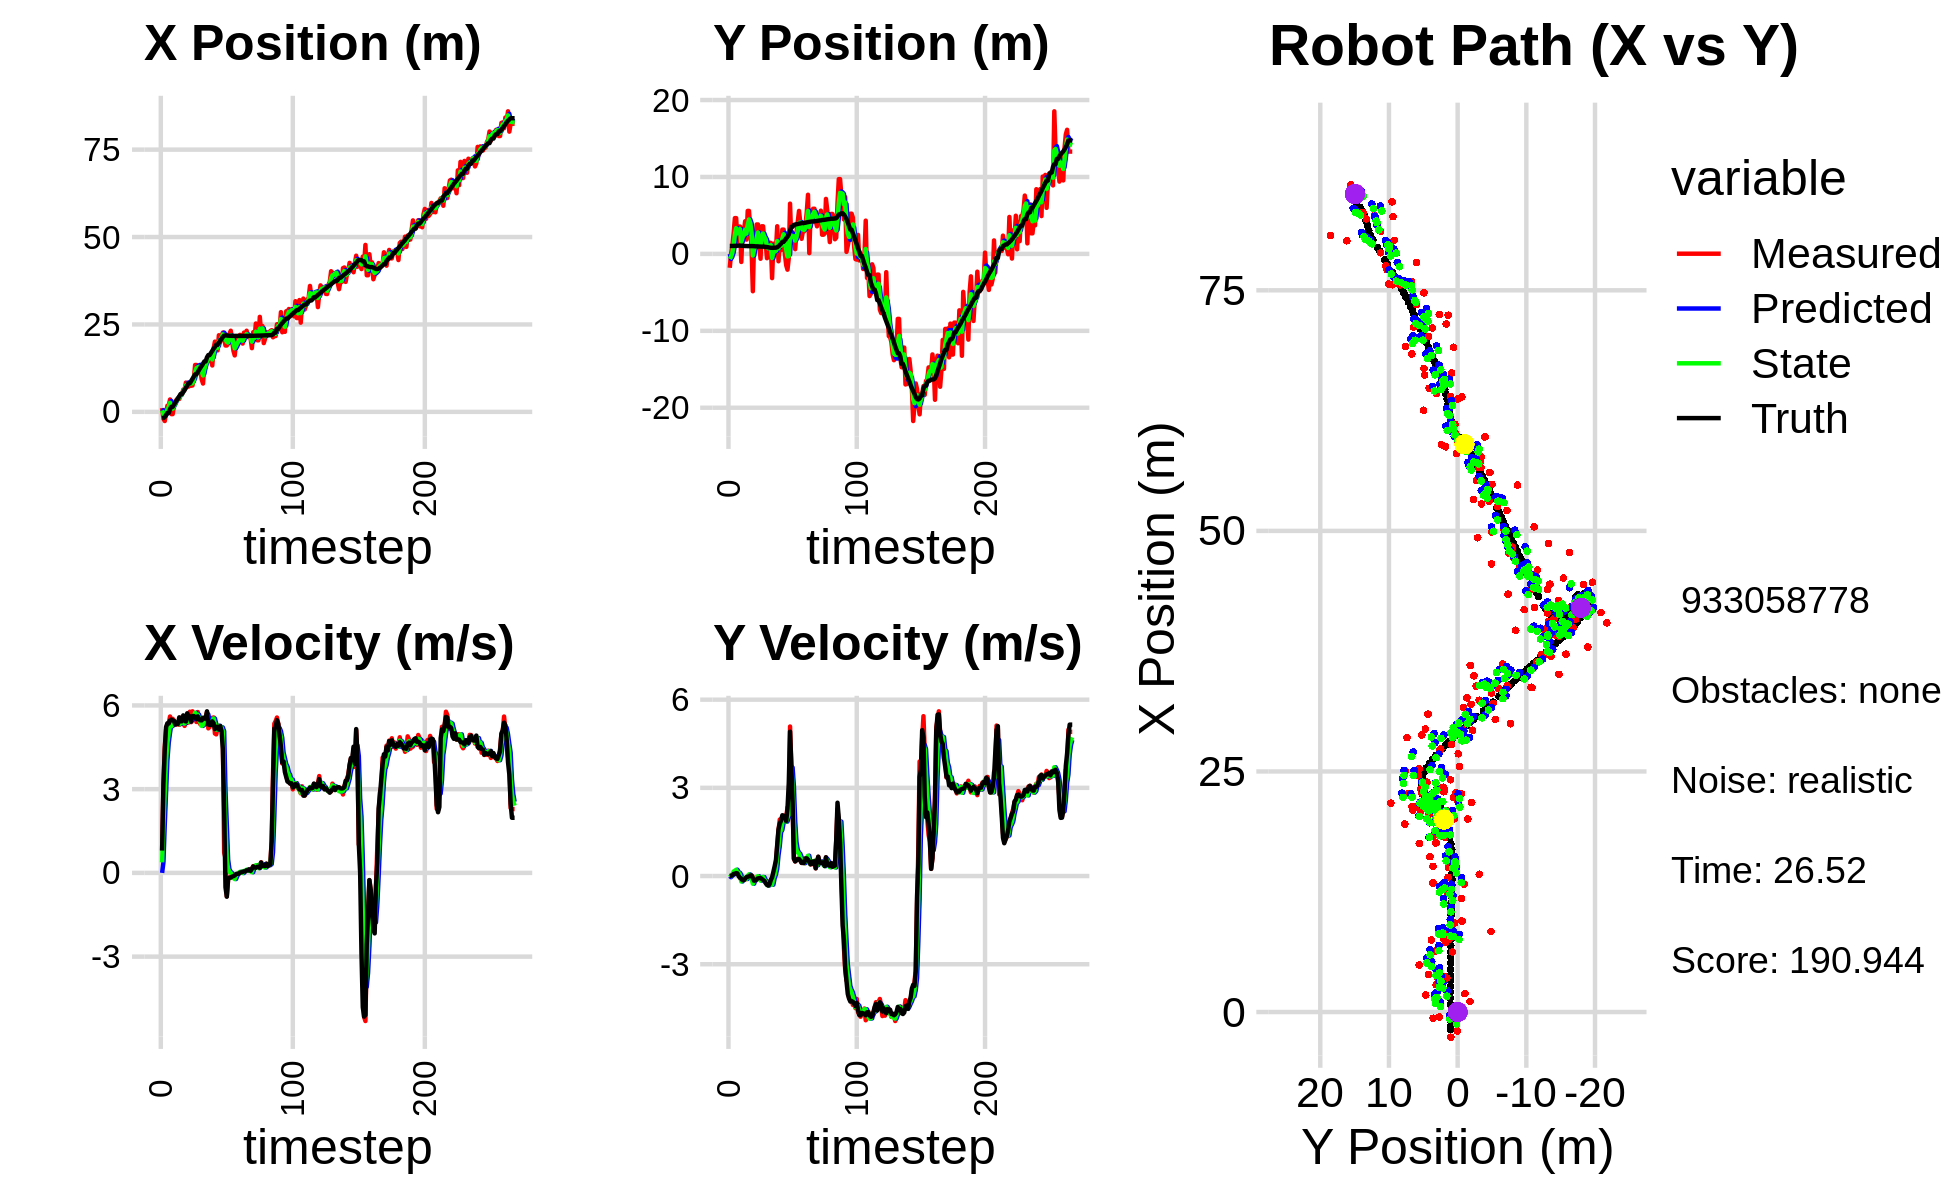 X Position (m)
75
50
25
0
0
100
200
timestep
Y Position (m)
20
10
0
-10
-20
0
100
200
timestep
X Velocity (m/s)
6
3
0
-3
0
100
200
timestep
Y Velocity (m/s)
6
3
0
-3
0
100
200
timestep
Robot Path (X vs Y)
X Position (m)
75
50
25
0
20 10 0 -10 -20
Y Position (m)
variable
Measured
Predicted
State
Truth
933058778
Obstacles: none
Noise: realistic
Time: 26.52
Score: 190.944